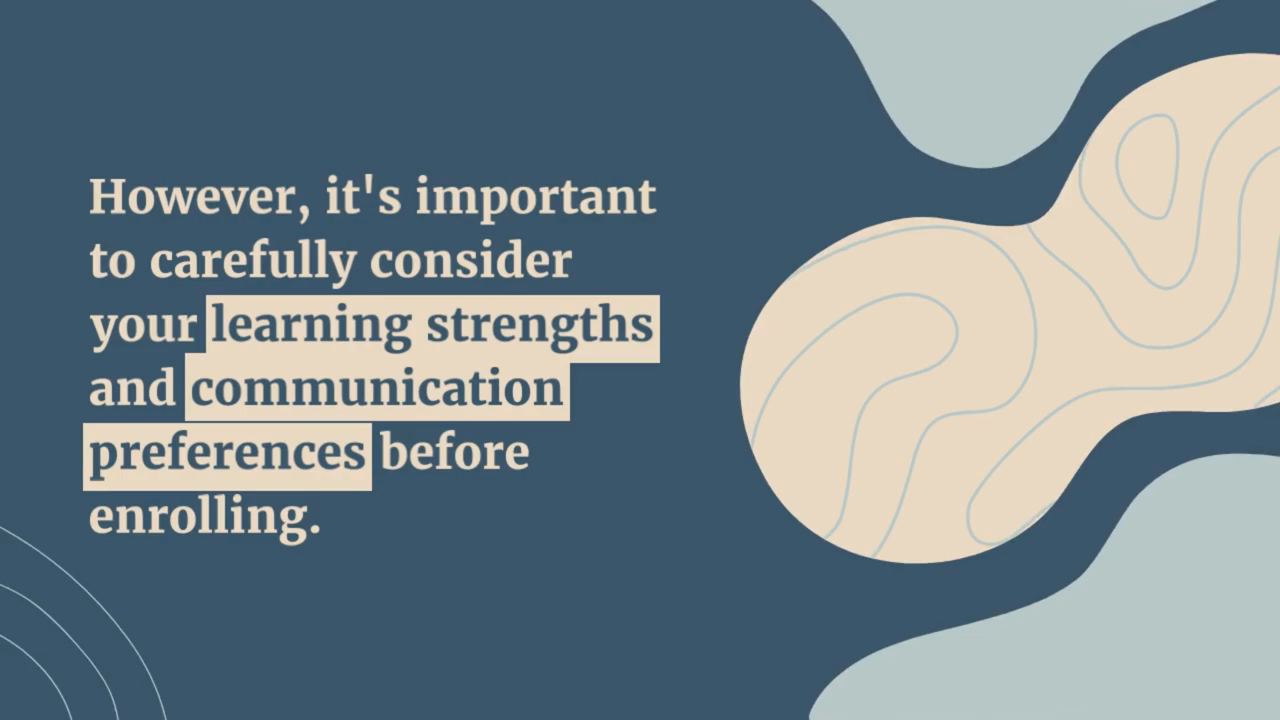 However, it's important
to carefully consider
your learning strengths
and communication
preferences before
enrolling.